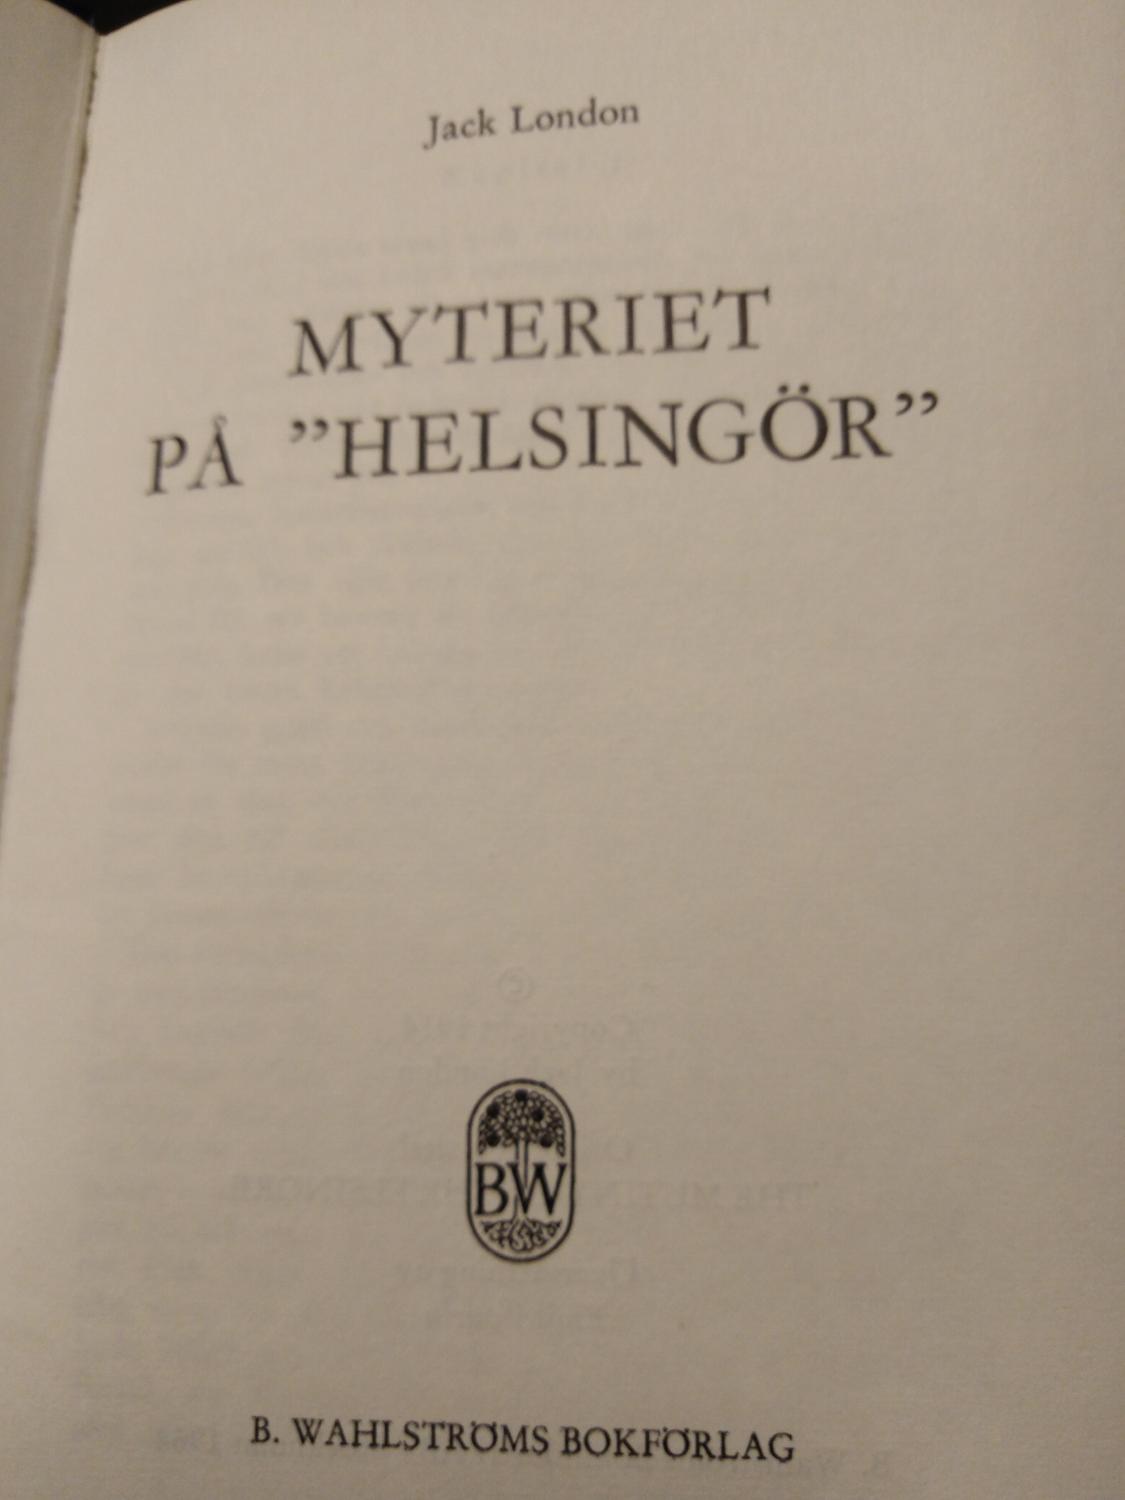 Jack London
MYTERIET
PÅ ”HELSINGÖR”
BW
B. WAHLSTRÖMS BOKFÖRLAG